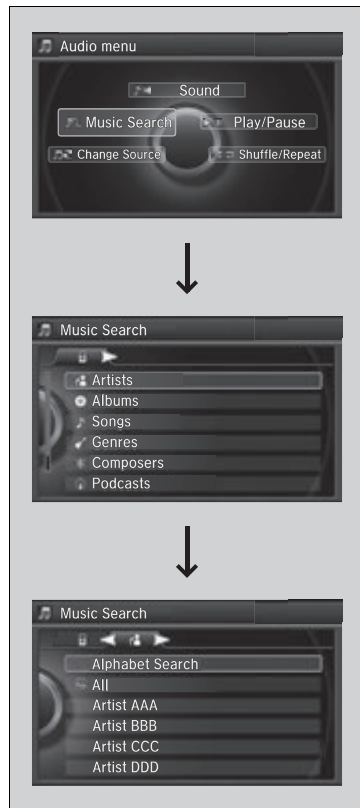 Audio menu
Sound
Music Search
Play/Pause
Change Source
Shuffle/Repeat
Music Search
Artists
Albums
Songs
Genres
Composers
Podcasts
Music Search
Alphabet Search
All
Artist AAA
Artist BBB
Artist CCC
Artist DDD